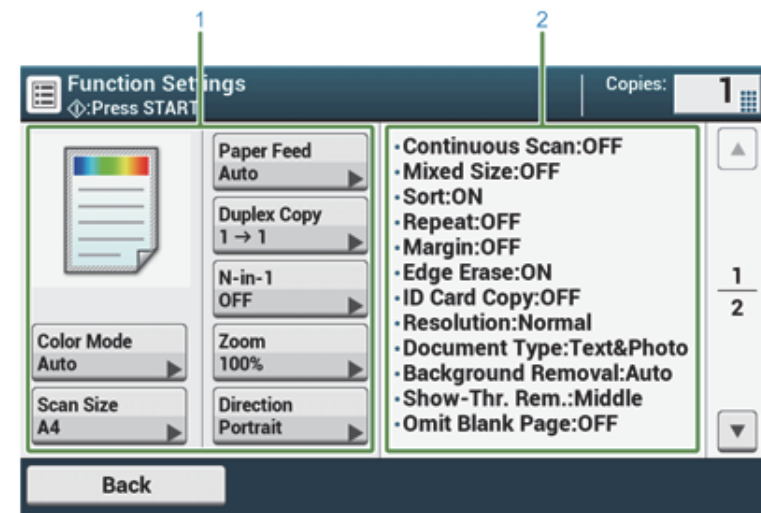 1
2
Function Settings
:Press START
Copies:
1
Paper Feed
Auto
Duplex Copy
1 → 1
N-in-1
OFF
Color Mode
Auto
Zoom
100%
Scan Size
A4
Direction
Portrait
·Continuous Scan:OFF
·Mixed Size:OFF
·Sort:ON
·Repeat:OFF
·Margin:OFF
·Edge Erase:ON
·ID Card Copy:OFF
·Resolution:Normal
·Document Type:Text&Photo
·Background Removal:Auto
·Show-Thr. Rem.:Middle
·Omit Blank Page:OFF
1
2
Back